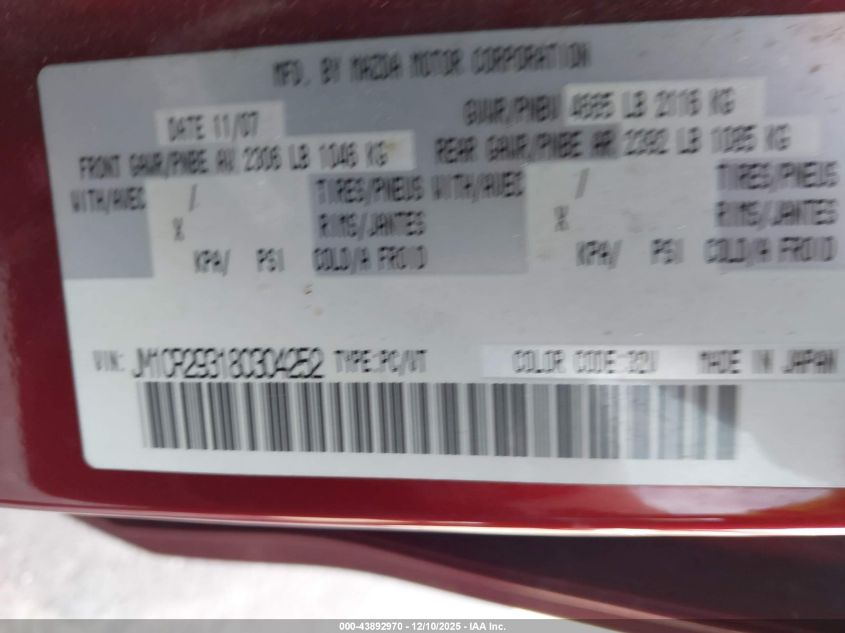 MFD. BY MAZDA MOTOR CORPORATION
DATE 11/07 GVWR/PNBV 4665 LB 2116 KG
FRONT GAWR/PNBE AV 2306 LB 1046 KG REAR GAWR/PNBE AR 2392 LB 1085 KG
WITH/AVEC / TIRES/PNEUS WITH/AVEC / TIRES/PNEUS
X RIMS/JANTES X RIMS/JANTES
KPA/ PSI COLD/A FROID KPA/ PSI COLD/A FROID
VIN: JM1CR293180304252 TYPE:PC/VT COLOR CODE:32V MADE IN JAPAN
000-43892970 - 12/10/2025 - IAA Inc.